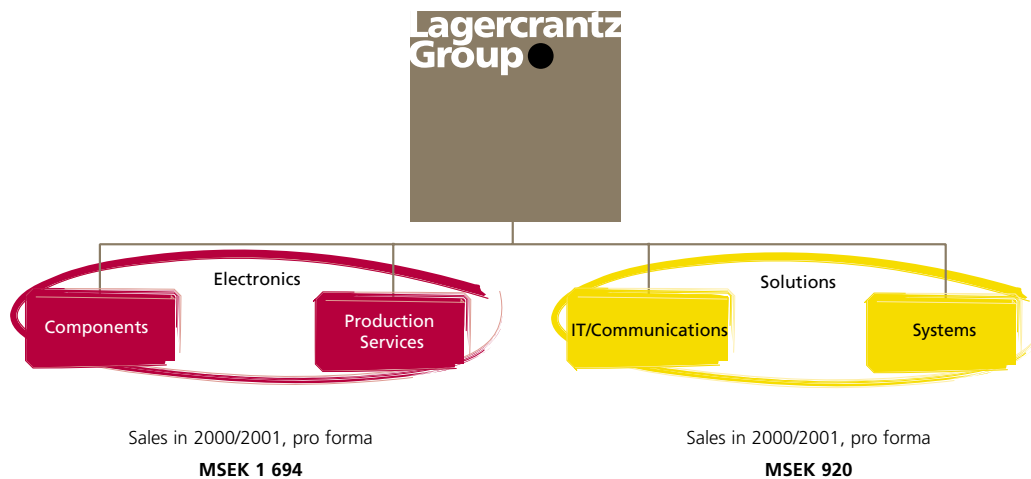 Lagercrantz
Group
Electronics
Components
Production
Services
Solutions
IT/Communications
Systems
Sales in 2000/2001, pro forma
MSEK 1 694
Sales in 2000/2001, pro forma
MSEK 920